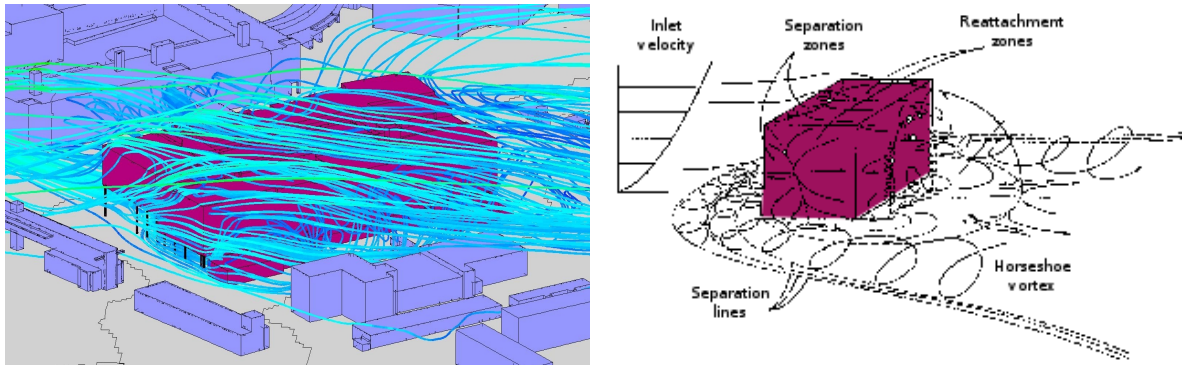 Inlet
velocity
Separation
zones
Reattachment
zones
Separation
lines
Horseshoe
vortex